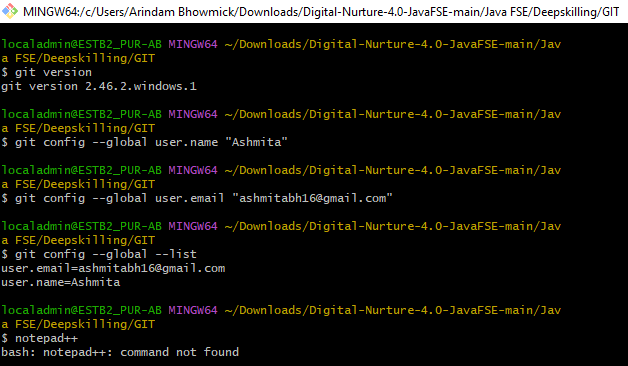 MINGW64:/c/Users/Arindam Bhowmick/Downloads/Digital-Nurture-4.0-JavaFSE-main/Java FSE/Deepskilling/GIT
localadmin@ESTB2_PUR-AB MINGW64 ~/Downloads/Digital-Nurture-4.0-JavaFSE-main/Jav
a FSE/Deepskilling/GIT
$ git version
git version 2.46.2.windows.1
localadmin@ESTB2_PUR-AB MINGW64 ~/Downloads/Digital-Nurture-4.0-JavaFSE-main/Jav
a FSE/Deepskilling/GIT
$ git config --global user.name "Ashmita"
localadmin@ESTB2_PUR-AB MINGW64 ~/Downloads/Digital-Nurture-4.0-JavaFSE-main/Jav
a FSE/Deepskilling/GIT
$ git config --global user.email "ashmitabh16@gmail.com"
localadmin@ESTB2_PUR-AB MINGW64 ~/Downloads/Digital-Nurture-4.0-JavaFSE-main/Jav
a FSE/Deepskilling/GIT
$ git config --global --list
user.email=ashmitabh16@gmail.com
user.name=Ashmita
localadmin@ESTB2_PUR-AB MINGW64 ~/Downloads/Digital-Nurture-4.0-JavaFSE-main/Jav
a FSE/Deepskilling/GIT
$ notepad++
bash: notepad++: command not found